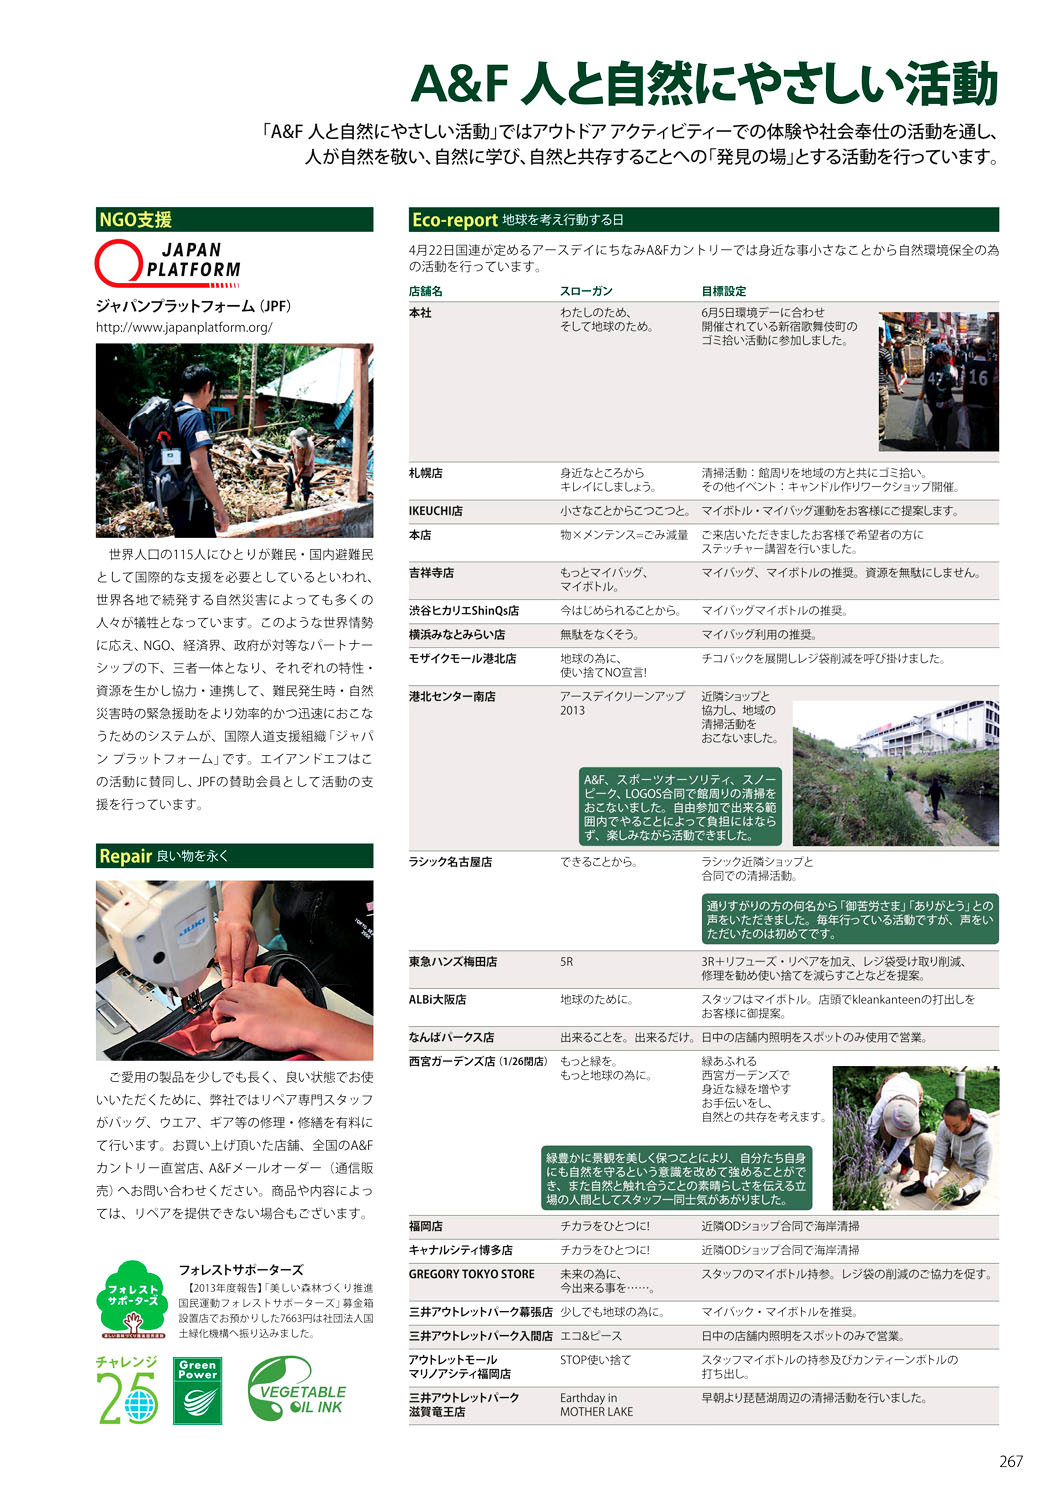 A&F 人と自然にやさしい活動
「A&F 人と自然にやさしい活動」ではアウトドア アクティビティーでの体験や社会奉仕の活動を通し、
人が自然を敬い、自然に学び、自然と共存することへの「発見の場」とする活動を行っています。
NGO支援
JAPAN
PLATFORM
ジャパンプラットフォーム（JPF）
http://www.japanplatform.org/
世界人口の115人にひとりが難民・国内避難民
として国際的な支援を必要としているといわれ、
世界各地で続発する自然災害によっても多くの
人々が犠牲となっています。このような世界情勢
に応え、NGO、経済界、政府が対等なパートナー
シップの下、三者一体となり、それぞれの特性・
資源を生かし協力・連携して、難民発生時・自然
災害時の緊急援助をより効率的かつ迅速におこな
うためのシステムが、国際人道支援組織「ジャパ
ン プラットフォーム」です。エイアンドエフはこ
の活動に賛同し、JPFの賛助会員として活動の支
援を行っています。
Repair 良い物を永く
JUKI
ご愛用の製品を少しでも長く、良い状態でお使
いいただくために、弊社ではリペア専門スタッフ
がバッグ、ウエア、ギア等の修理・修繕を有料に
て行います。お買い上げ頂いた店舗、全国のA&F
カントリー直営店、A&Fメールオーダー（通信販
売）へお問い合わせください。商品や内容によっ
ては、リペアを提供できない場合もございます。
フォレスト
サポーターズ
フォレストサポーターズ
【2013年度報告】「美しい森林づくり推進
国民運動フォレストサポーターズ」募金箱
設置店でお預かりした7663円は社団法人国
土緑化機構へ振り込みました。
チャレンジ
25
Green
Power
VEGETABLE
OIL INK
Eco-report 地球を考え行動する日
4月22日国連が定めるアースデイにちなみA&Fカントリーでは身近な事小さなことから自然環境保全の為
の活動を行っています。
店舗名 スローガン 目標設定
本社 わたしのため、 6月5日環境デーに合わせ
そして地球のため。 開催されている新宿歌舞伎町の
ゴミ拾い活動に参加しました。
47 16
札幌店 身近なところから 清掃活動：館周りを地域の方と共にゴミ拾い。
キレイにしましょう。 その他イベント：キャンドル作りワークショップ開催。
IKEUCHI店 小さなことからこつこつと。 マイボトル・マイバッグ運動をお客様にご提案します。
本店 物×メンテンス=ごみ減量 ご来店いただきましたお客様で希望者の方に
ステッチャー講習を行いました。
吉祥寺店 もっとマイバッグ、 マイバッグ、マイボトルの推奨。資源を無駄にしません。
マイボトル。
渋谷ヒカリエShinQs店 今はじめられることから。 マイバッグマイボトルの推奨。
横浜みなとみらい店 無駄をなくそう。 マイバッグ利用の推奨。
モザイクモール港北店 地球の為に、 チコバックを展開しレジ袋削減を呼び掛けました。
使い捨てNO宣言!
港北センター南店 アースデイクリーンアップ 近隣ショップと
2013 協力し、地域の
清掃活動を
おこないました。
A&F、スポーツオーソリティ、スノー
ピーク、LOGOS合同で館周りの清掃を
おこないました。自由参加で出来る範
囲内でやることによって負担にはなら
ず、楽しみながら活動できました。
ラシック名古屋店 できることから。 ラシック近隣ショップと
合同での清掃活動。
通りすがりの方の何名から「御苦労さま」「ありがとう」との
声をいただきました。毎年行っている活動ですが、声をい
ただいたのは初めてです。
東急ハンズ梅田店 5R 3R＋リフューズ・リペアを加え、レジ袋受け取り削減、
修理を勧め使い捨てを減らすことなどを提案。
ALBi大阪店 地球のために。 スタッフはマイボトル。店頭でkleankanteenの打出しを
お客様に御提案。
なんばパークス店 出来ることを。出来るだけ。 日中の店舗内照明をスポットのみ使用で営業。
西宮ガーデンズ店（1/26閉店） もっと緑を。 緑あふれる
もっと地球の為に。 西宮ガーデンズで
身近な緑を増やす
お手伝いをし、
自然との共存を考えます。
緑豊かに景観を美しく保つことにより、自分たち自身
にも自然を守るという意識を改めて強めることがで
き、また自然と触れ合うことの素晴らしさを伝える立
場の人間としてスタッフ一同士気があがりました。
福岡店 チカラをひとつに! 近隣ODショップ合同で海岸清掃
キャナルシティ博多店 チカラをひとつに! 近隣ODショップ合同で海岸清掃
GREGORY TOKYO STORE 未来の為に、 スタッフのマイボトル持参。レジ袋の削減のご協力を促す。
今出来る事を……。
三井アウトレットパーク幕張店 少しでも地球の為に。 マイバック・マイボトルを推奨。
三井アウトレットパーク入間店 エコ&ピース 日中の店舗内照明をスポットのみで営業。
アウトレットモール STOP使い捨て スタッフマイボトルの持参及びカンティーンボトルの
マリノアシティ福岡店 打ち出し。
三井アウトレットパーク Earthday in 早朝より琵琶湖周辺の清掃活動を行いました。
滋賀竜王店 MOTHER LAKE
267